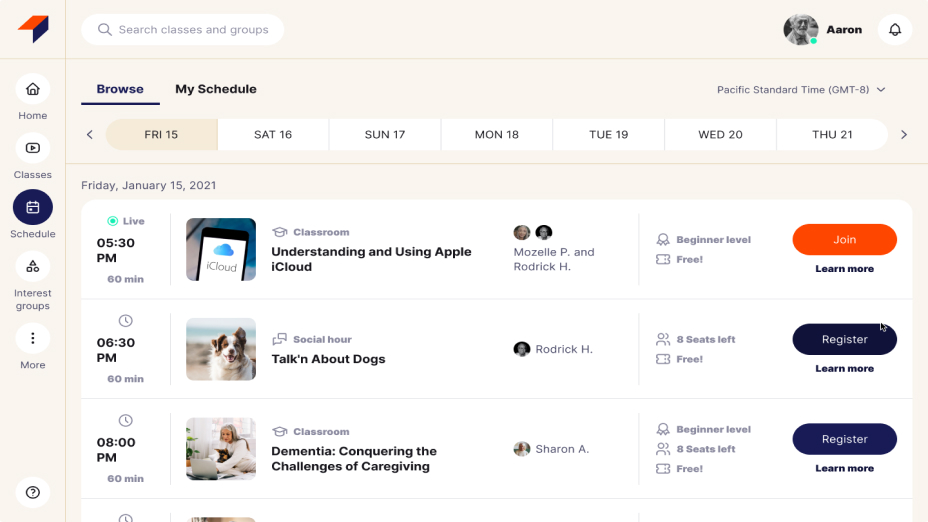 Search classes and groups
Aaron
Browse
My Schedule
Pacific Standard Time (GMT-8)
FRI 15
SAT 16
SUN 17
MON 18
TUE 19
WED 20
THU 21
Home
Classes
Schedule
Interest
groups
More
Friday, January 15, 2021
Live
05:30
PM
60 min
iCloud
Classroom
Understanding and Using Apple
iCloud
Mozelle P. and
Rodrick H.
Beginner level
Free!
Join
Learn more
06:30
PM
60 min
Social hour
Talk'n About Dogs
Rodrick H.
8 Seats left
Free!
Register
Learn more
08:00
PM
60 min
Classroom
Dementia: Conquering the
Challenges of Caregiving
Sharon A.
Beginner level
8 Seats left
Free!
Register
Learn more